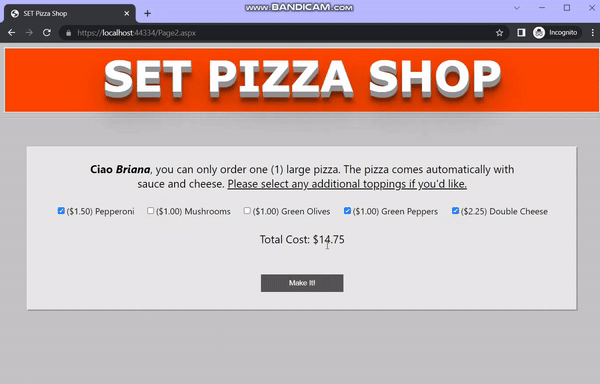 www.BANDICAM.com
SET Pizza Shop
https://localhost:44334/Page2.aspx
Incognito
SET PIZZA SHOP
Ciao Briana, you can only order one (1) large pizza. The pizza comes automatically with
sauce and cheese. Please select any additional toppings if you'd like.
($1.50) Pepperoni ($1.00) Mushrooms ($1.00) Green Olives ($1.00) Green Peppers ($2.25) Double Cheese
Total Cost: $14.75
Make It!